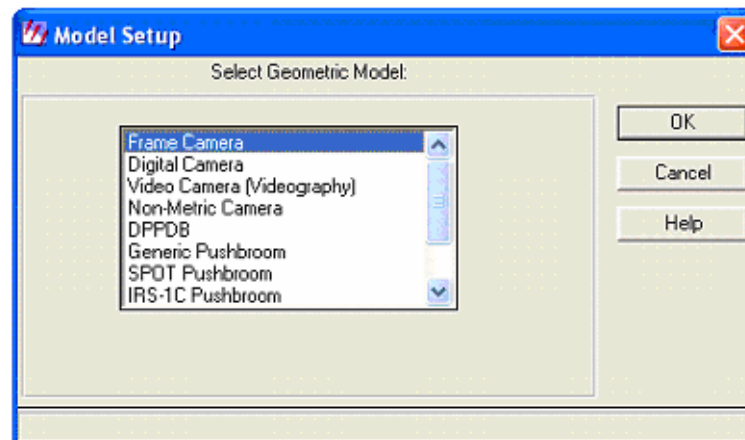 Model Setup
Select Geometric Model:
Frame Camera
Digital Camera
Video Camera (Videography)
Non-Metric Camera
DPPDB
Generic Pushbroom
SPOT Pushbroom
IRS-1C Pushbroom
OK
Cancel
Help